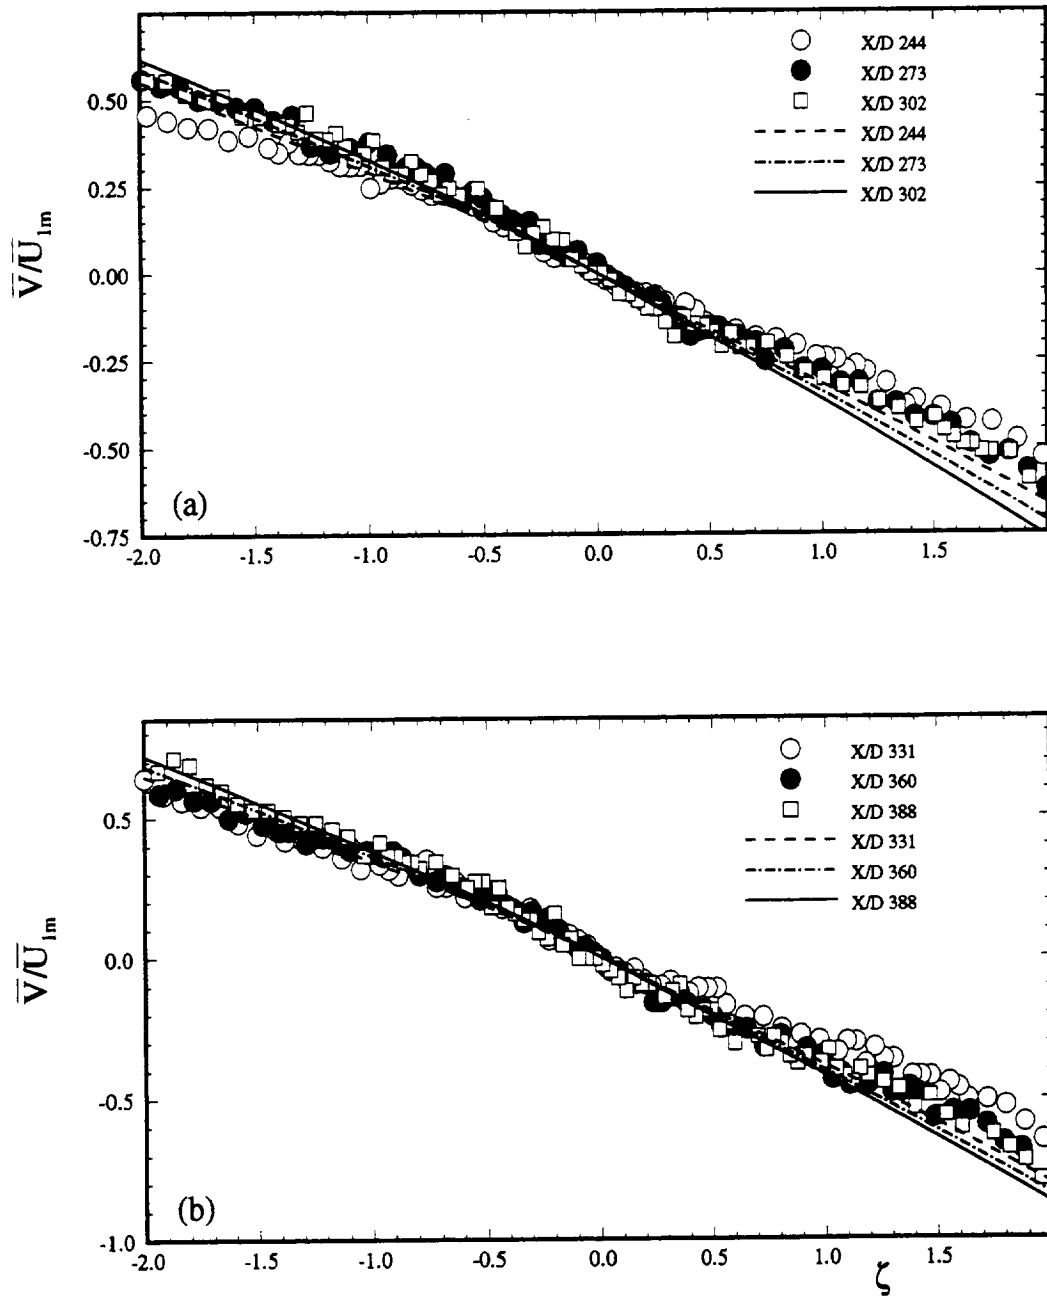 X/D 244
X/D 273
X/D 302
X/D 244
X/D 273
X/D 302
0.50
0.25
0.00
-0.25
-0.50
-0.75
V̅/U̅1m
(a)
-2.0 -1.5 -1.0 -0.5 0.0 0.5 1.0 1.5
X/D 331
X/D 360
X/D 388
X/D 331
X/D 360
X/D 388
0.5
0.0
-0.5
-1.0
V̅/U̅1m
(b)
-2.0 -1.5 -1.0 -0.5 0.0 0.5 1.0 1.5
ζ